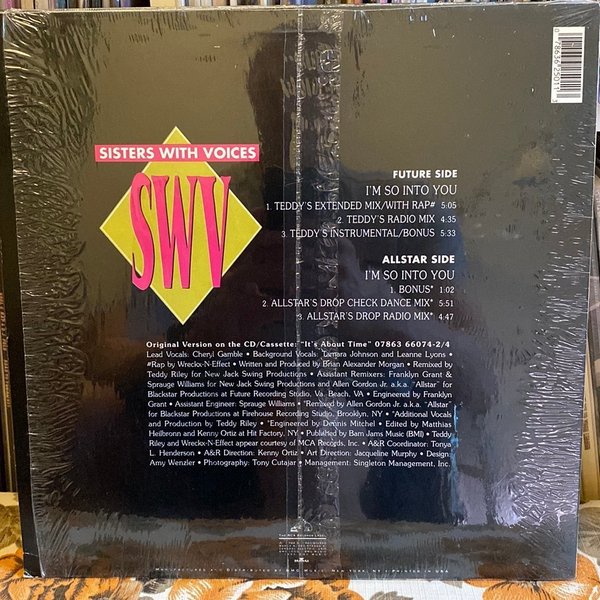 0 78636 25011 3
SISTERS WITH VOICES
SWV
FUTURE SIDE
I'M SO INTO YOU
1. TEDDY'S EXTENDED MIX/WITH RAP# 5:05
2. TEDDY'S RADIO MIX 4:35
3. TEDDY'S INSTRUMENTAL/BONUS 5:33
ALLSTAR SIDE
I'M SO INTO YOU
1. BONUS* 1:02
2. ALLSTAR'S DROP CHECK DANCE MIX* 5:51
3. ALLSTAR'S DROP RADIO MIX* 4:47
Original Version on the CD/Cassette: "It's About Time" 07863 66074-2/4
Lead Vocals: Cheryl Gamble • Background Vocals: Tamara Johnson and Leanne Lyons •
#Rap by Wreckx-N-Effect • Written and Produced by Brian Alexander Morgan • Remixed by
Teddy Riley for New Jack Swing Productions • Assistant Remixers: Franklyn Grant &
Sprauge Williams for New Jack Swing Productions and Allen Gordon Jr. a.k.a. "Allstar" for
Blackstar Productions at Future Recording Studio, Va. Beach, VA • Engineered by Franklyn
Grant • Assistant Engineer: Sprauge Williams • *Remixed by Allen Gordon Jr. a.k.a. "Allstar"
for Blackstar Productions at Firehouse Recording Studio, Brooklyn, NY • *Additional Vocals
and Production by Teddy Riley • *Engineered by Dennis Mitchel • Edited by Matthias
Heilbronn and Kenny Ortiz at Hit Factory, NY • Published by Bam Jams Music (BMI) • Teddy
Riley and Wreckx-N-Effect appear courtesy of MCA Records, Inc. • A&R Coordinator: Tonya
L. Henderson • A&R Direction: Kenny Ortiz • Art Direction: Jacqueline Murphy • Design:
Amy Wenzler • Photography: Tony Cutajar • Management: Singleton Management, Inc.
THE RCA RECORDS LABEL